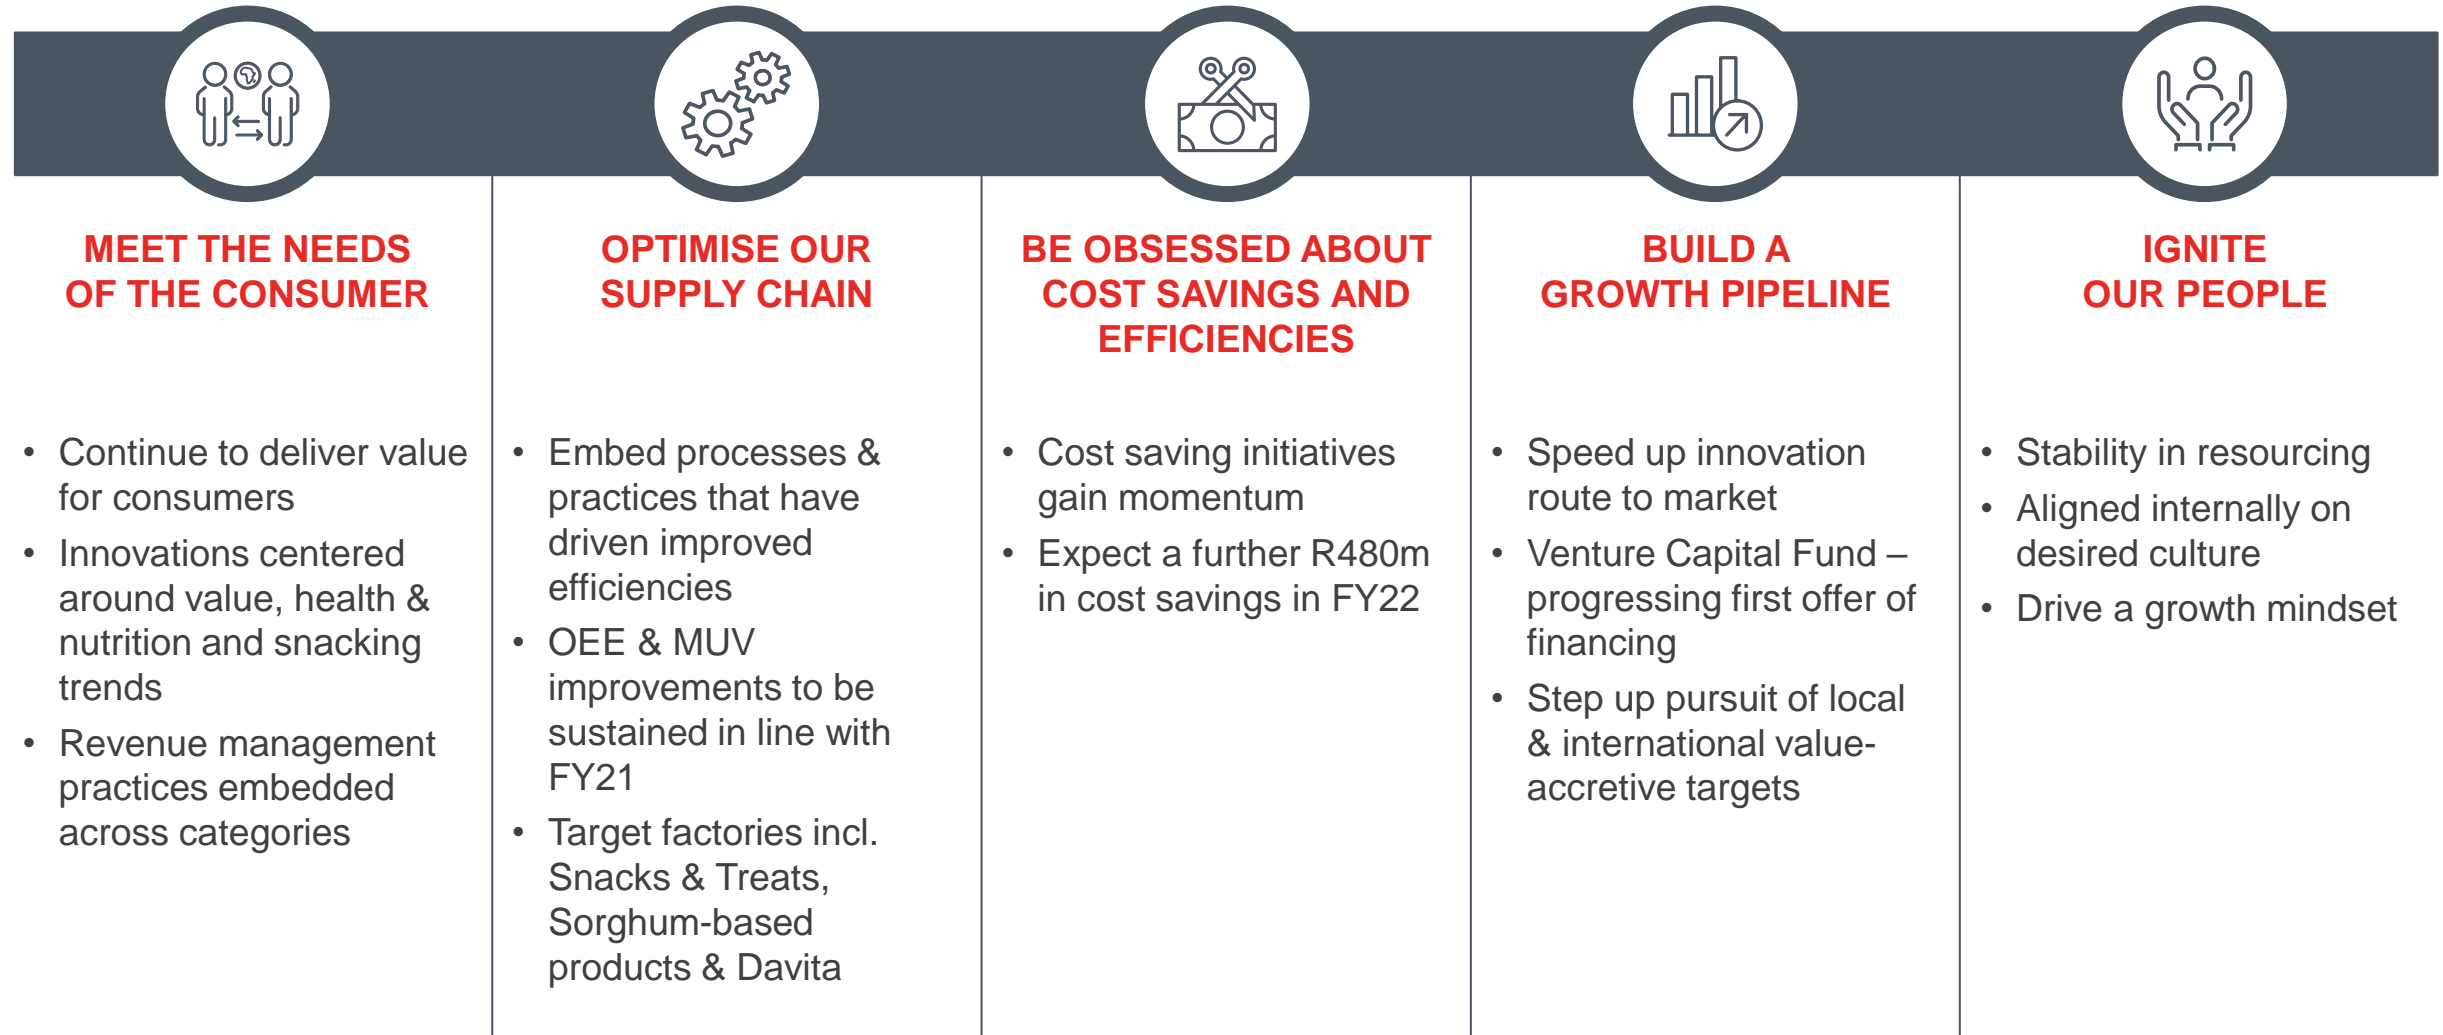 MEET THE NEEDS
OF THE CONSUMER
• Continue to deliver value
for consumers
• Innovations centered
around value, health &
nutrition and snacking
trends
• Revenue management
practices embedded
across categories
OPTIMISE OUR
SUPPLY CHAIN
• Embed processes &
practices that have
driven improved
efficiencies
• OEE & MUV
improvements to be
sustained in line with
FY21
• Target factories incl.
Snacks & Treats,
Sorghum-based
products & Davita
BE OBSESSED ABOUT
COST SAVINGS AND
EFFICIENCIES
• Cost saving initiatives
gain momentum
• Expect a further R480m
in cost savings in FY22
BUILD A
GROWTH PIPELINE
• Speed up innovation
route to market
• Venture Capital Fund –
progressing first offer of
financing
• Step up pursuit of local
& international value-
accretive targets
IGNITE
OUR PEOPLE
• Stability in resourcing
• Aligned internally on
desired culture
• Drive a growth mindset